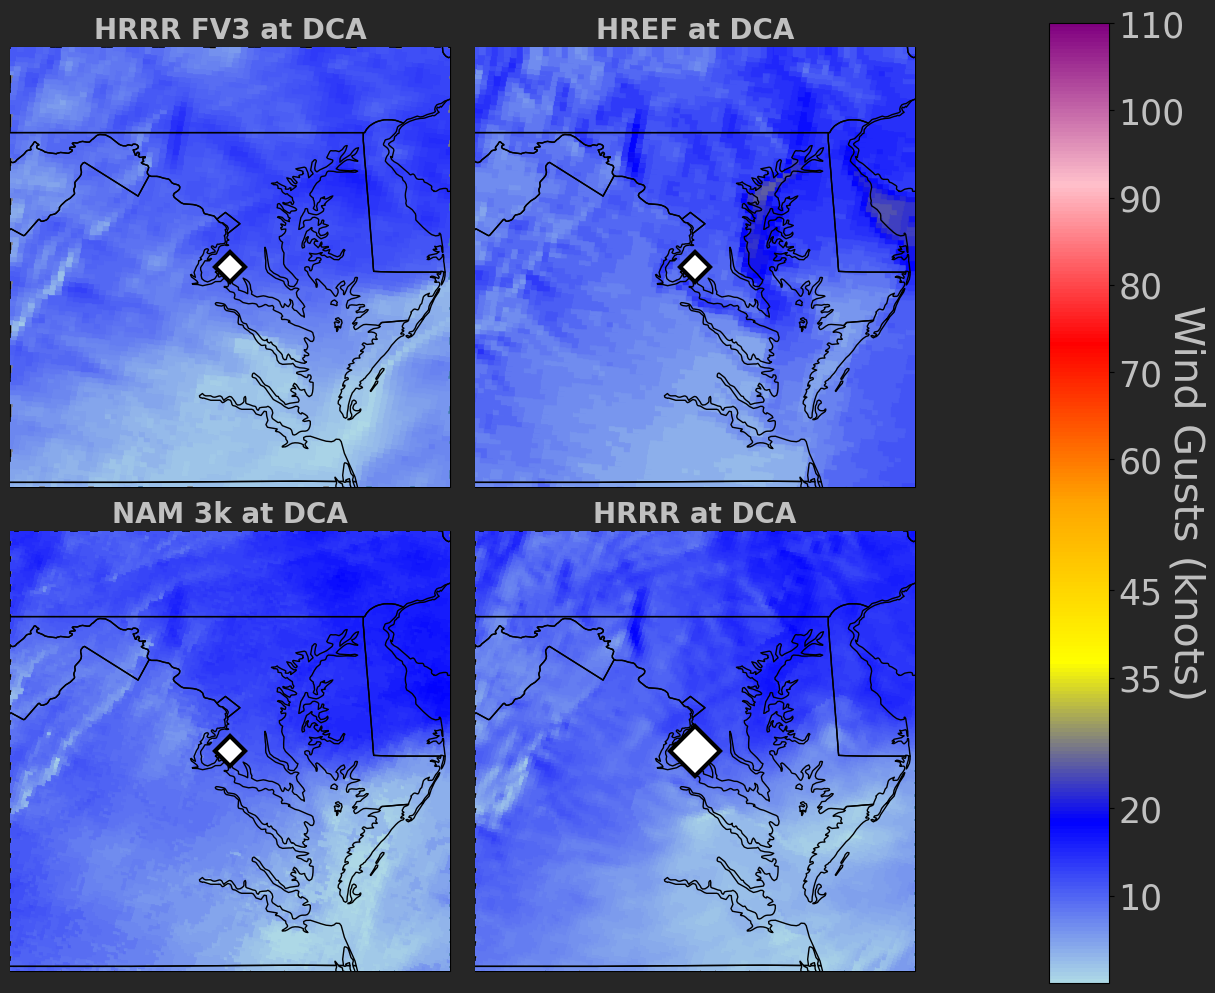 HRRR FV3 at DCA
HREF at DCA
NAM 3k at DCA
HRRR at DCA
110
100
90
80
70
60
45
35
20
10
Wind Gusts (knots)